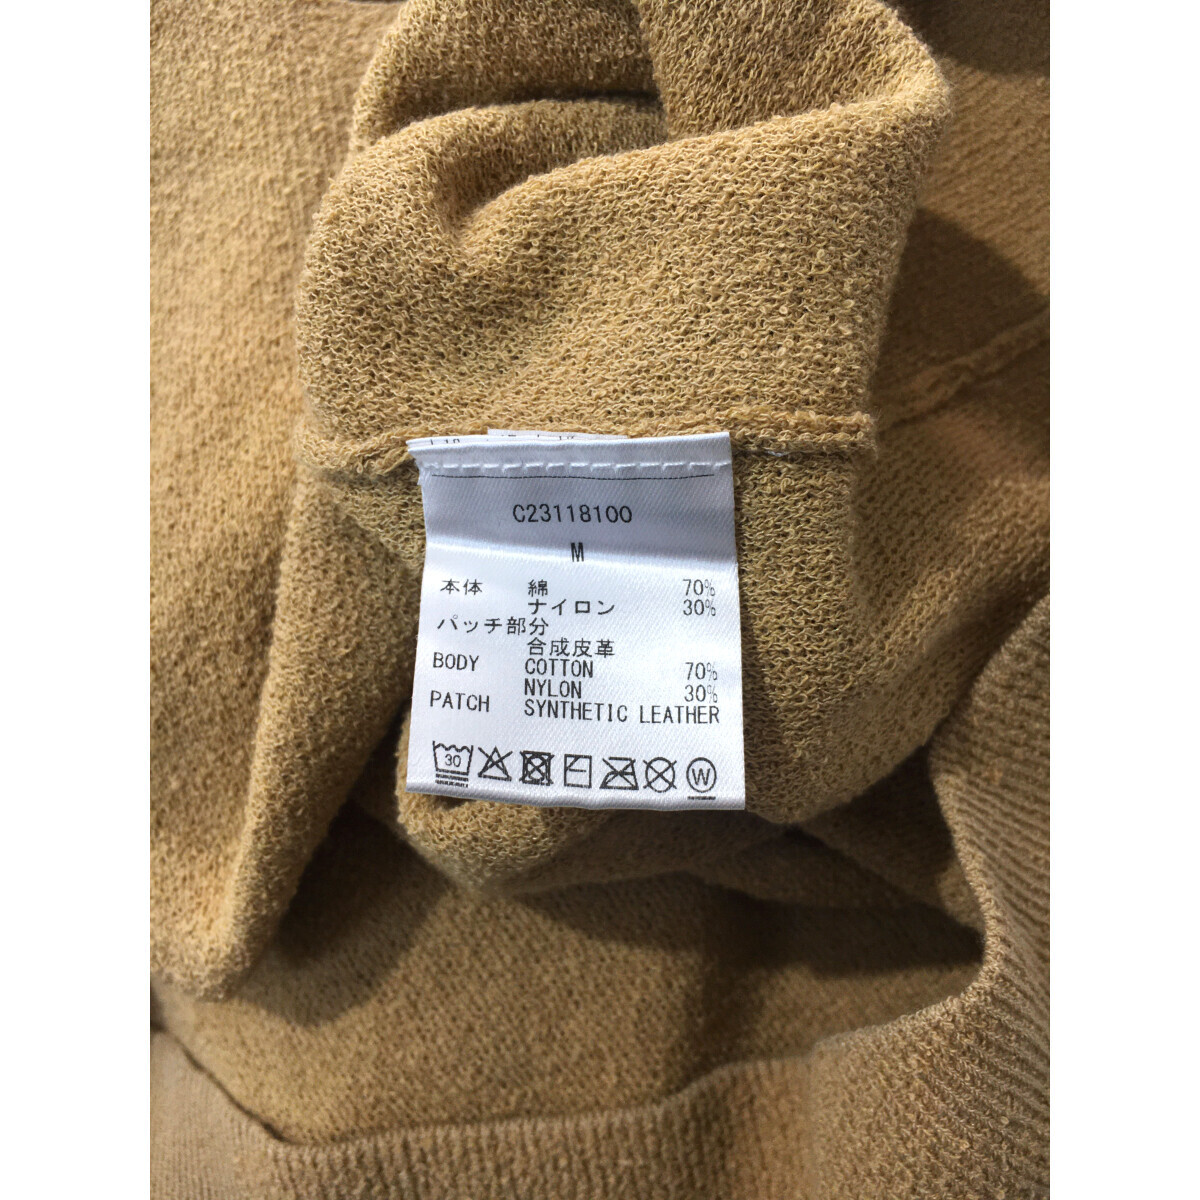 C23118100
M
本体 綿 70%
ナイロン 30%
パッチ部分
合成皮革
BODY COTTON 70%
NYLON 30%
PATCH SYNTHETIC LEATHER
30 W